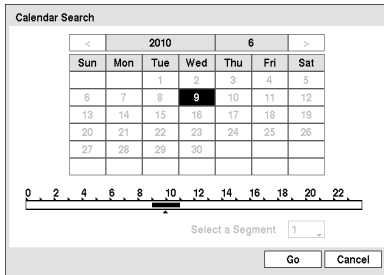 Calendar Search
< 2010 6 >
Sun Mon Tue Wed Thu Fri Sat
1 2 3 4 5
6 7 8 9 10 11 12
13 14 15 16 17 18 19
20 21 22 23 24 25 26
27 28 29 30
0 2 4 6 8 10 12 14 16 18 20 22
Select a Segment 1
Go Cancel